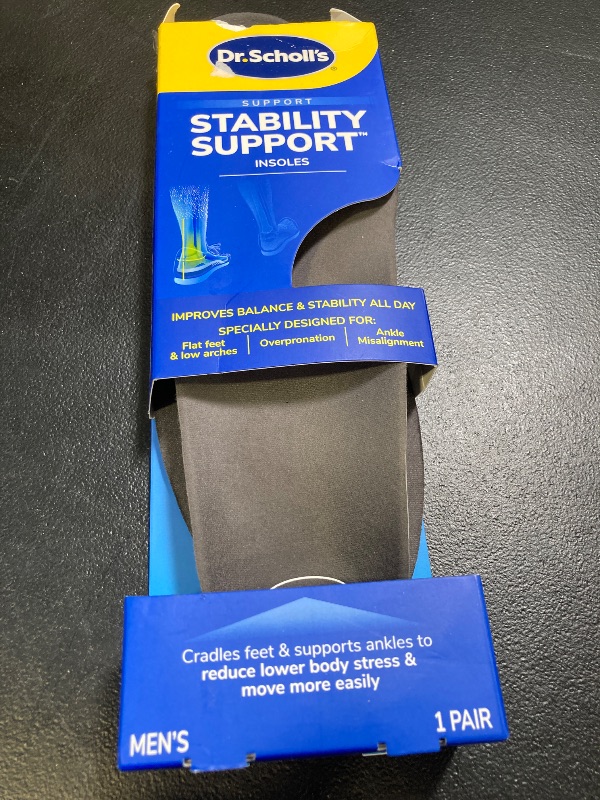 Dr.Scholl's®
SUPPORT
STABILITY
SUPPORT™
INSOLES
IMPROVES BALANCE & STABILITY ALL DAY
SPECIALLY DESIGNED FOR:
Flat feet
& low arches
Overpronation
Ankle
Misalignment
Cradles feet & supports ankles to
reduce lower body stress &
move more easily
MEN'S
1 PAIR